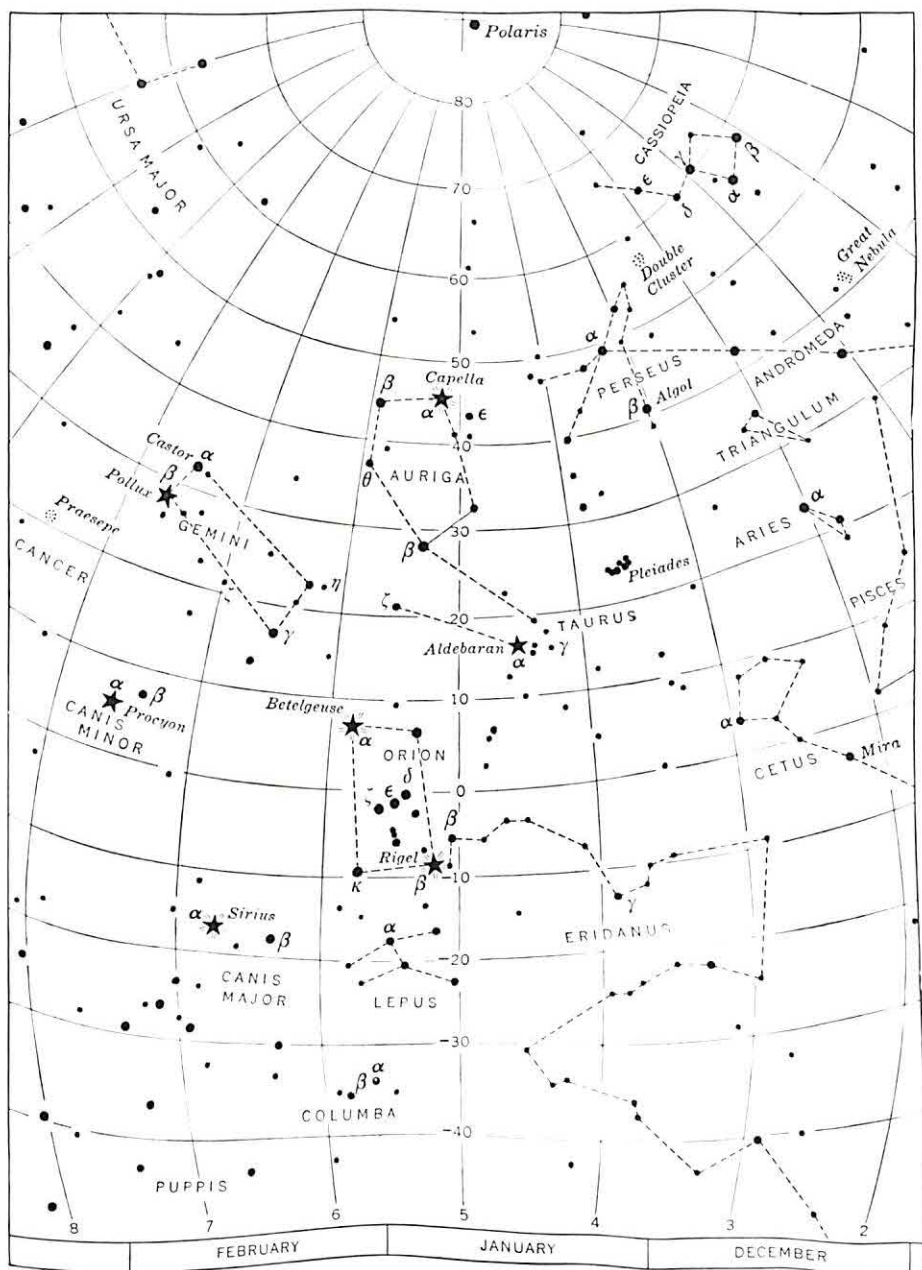 Polaris
80
URSA MAJOR
CASSIOPEIA
γ
β
70
ε
δ
α
Great
Nebula
Double
Cluster
60
50
α
PERSEUS
ANDROMEDA
β
Capella
α
ε
β Algol
TRIANGULUM
40
Castor α
β
Pollux
θ
AURIGA
Praesepe
GEMINI
α
ARIES
30
β
CANCER
Pleiades
η
PISCES
ζ
20
TAURUS
γ
Aldebaran
α
γ
α
β
Procyon
CANIS
MINOR
10
Betelgeuse
α
ORION
α
Mira
CETUS
δ
ε
ζ
0
β
Rigel
β
κ
-10
γ
α
Sirius
β
α
ERIDANUS
-20
CANIS
MAJOR
LEPUS
-30
α
β
COLUMBA
-40
PUPPIS
8
7
6
5
4
3
2
FEBRUARY
JANUARY
DECEMBER